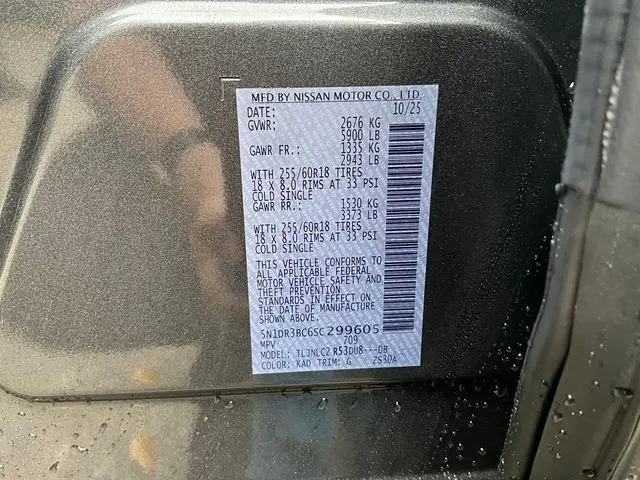 MFD BY NISSAN MOTOR CO., LTD.
DATE: 10/25
GVWR: 2676 KG
5900 LB
GAWR FR.: 1335 KG
2943 LB
WITH 255/60R18 TIRES
18 X 8.0 RIMS AT 33 PSI
COLD SINGLE
GAWR RR.: 1530 KG
3373 LB
WITH 255/60R18 TIRES
18 X 8.0 RIMS AT 33 PSI
COLD SINGLE
THIS VEHICLE CONFORMS TO
ALL APPLICABLE FEDERAL
MOTOR VEHICLE SAFETY
AND THEFT PREVENTION
STANDARDS IN EFFECT ON
THE DATE OF MANUFACTURE
SHOWN ABOVE.
5N1DR3BC6SC299605
MPV 709
MODEL: TLJNLC2 R53DU8---DB
COLOR: KAD TRIM: G 2S30A